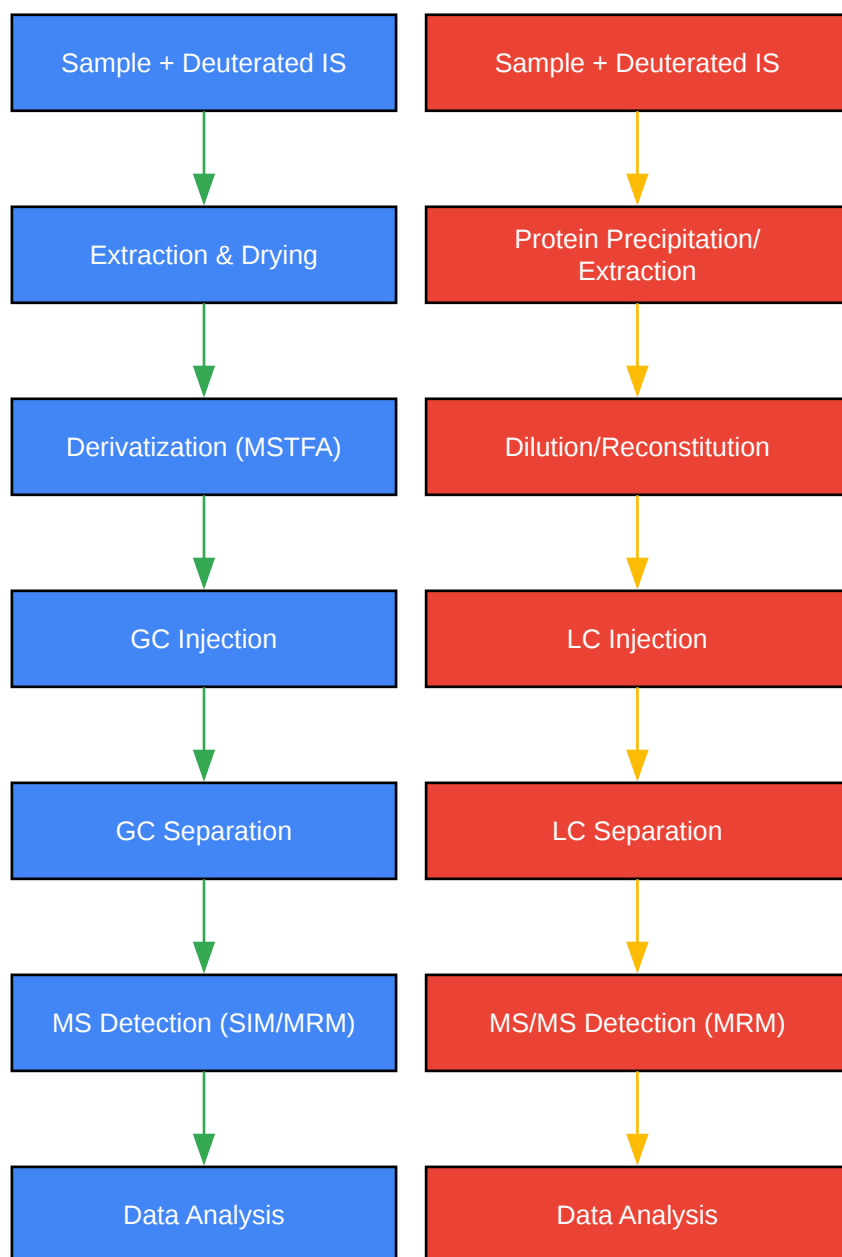 Sample + Deuterated IS
Extraction & Drying
Derivatization (MSTFA)
GC Injection
GC Separation
MS Detection (SIM/MRM)
Data Analysis
Sample + Deuterated IS
Protein Precipitation/
Extraction
Dilution/Reconstitution
LC Injection
LC Separation
MS/MS Detection (MRM)
Data Analysis